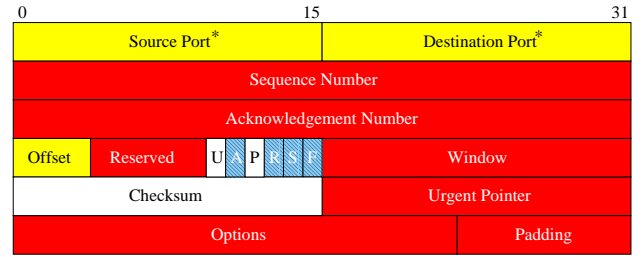 0 15 31
Source Port* Destination Port*
Sequence Number
Acknowledgement Number
Offset Reserved U A P R S F Window
Checksum Urgent Pointer
Options Padding